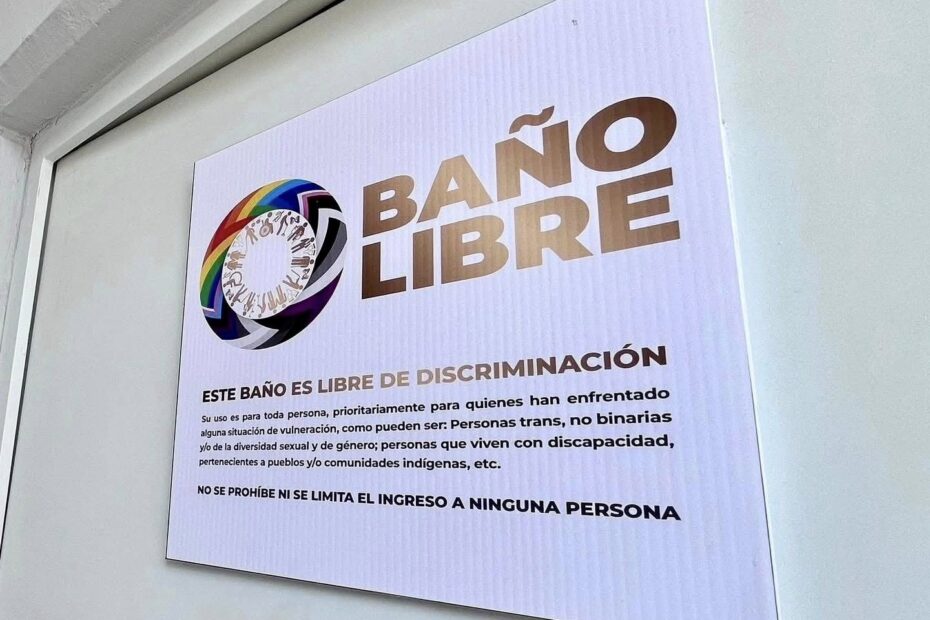 BAÑO
LIBRE
ESTE BAÑO ES LIBRE DE DISCRIMINACIÓN
Su uso es para toda persona, prioritariamente para quienes han enfrentado
alguna situación de vulneración, como pueden ser: Personas trans, no binarias
y/o de la diversidad sexual y de género; personas que viven con discapacidad,
pertenecientes a pueblos y/o comunidades indígenas, etc.
NO SE PROHÍBE NI SE LIMITA EL INGRESO A NINGUNA PERSONA